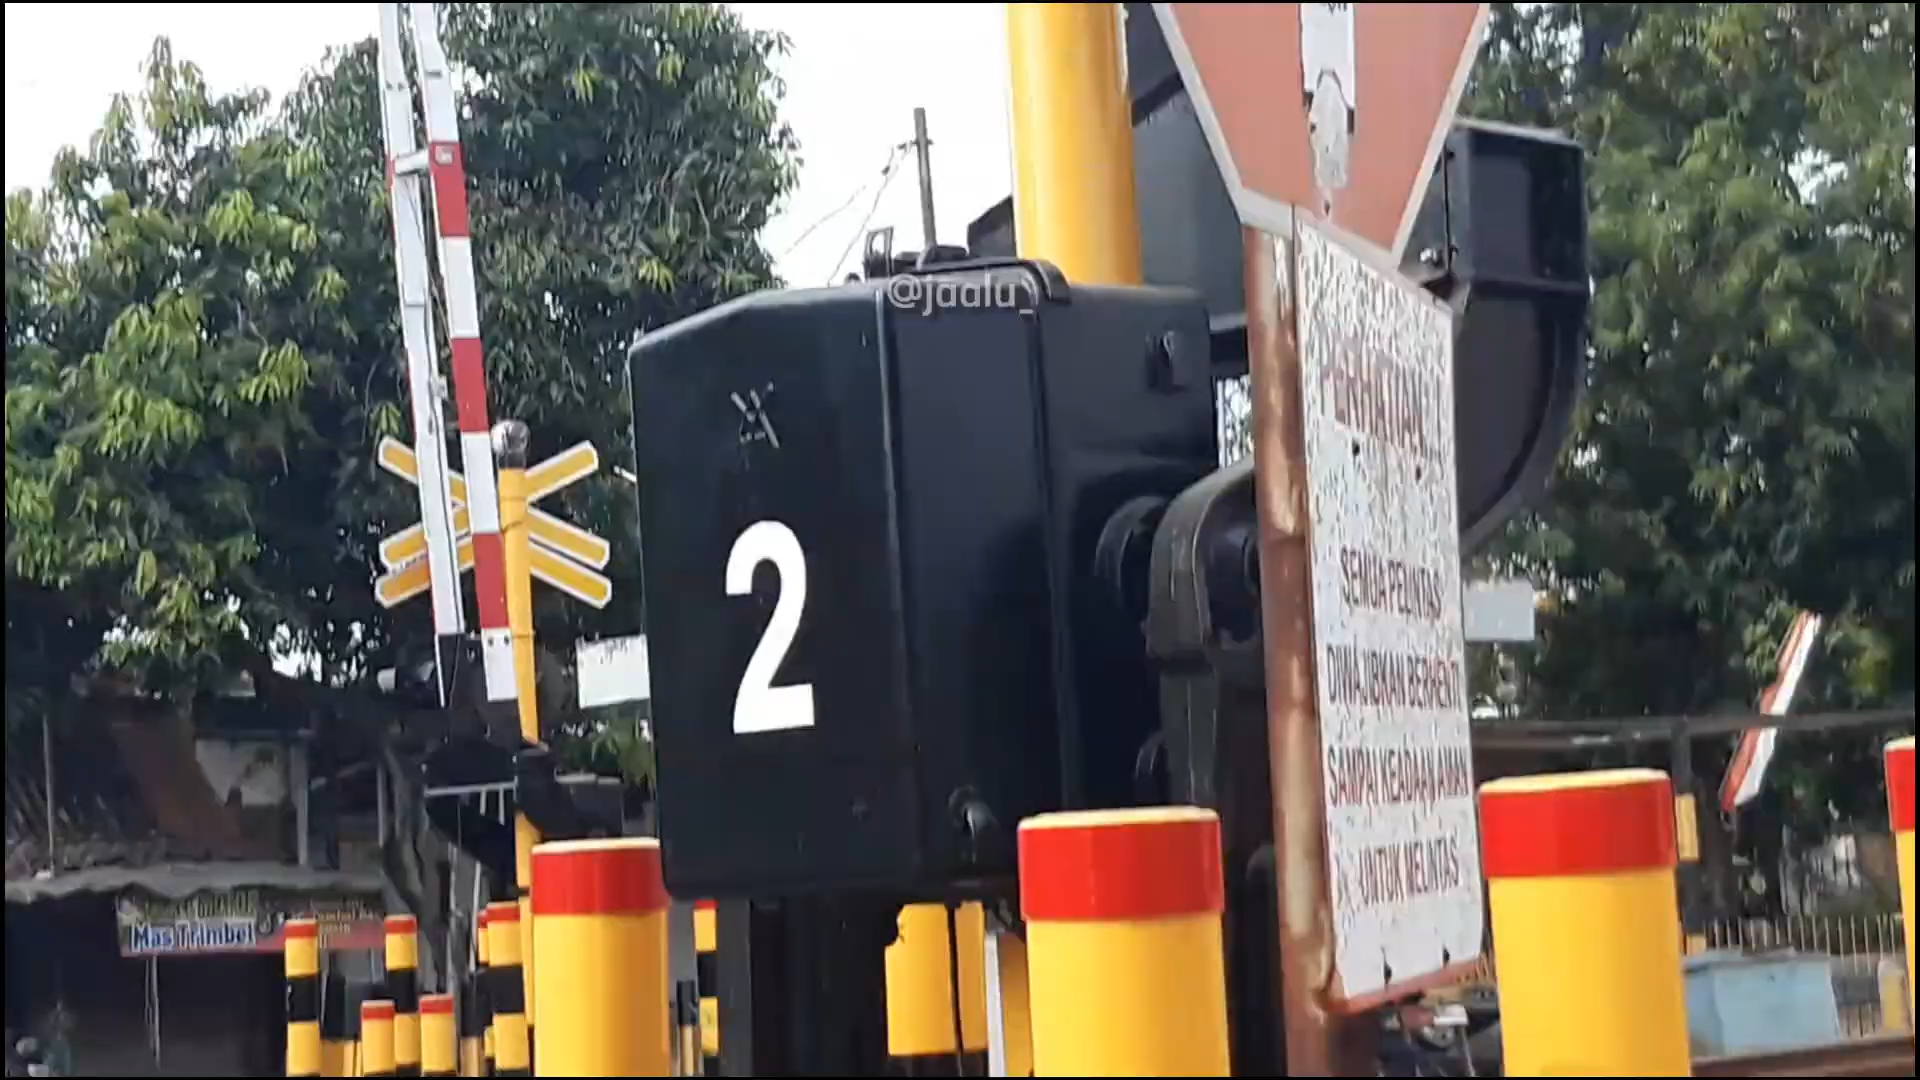 @jaalu_
2
PERHATIAN
SEMUA PELINTAS
DIWAJIBKAN BERHENTI
SAMPAI KEADAAN AMAN
UNTUK MELINTAS
Mas Trimbel